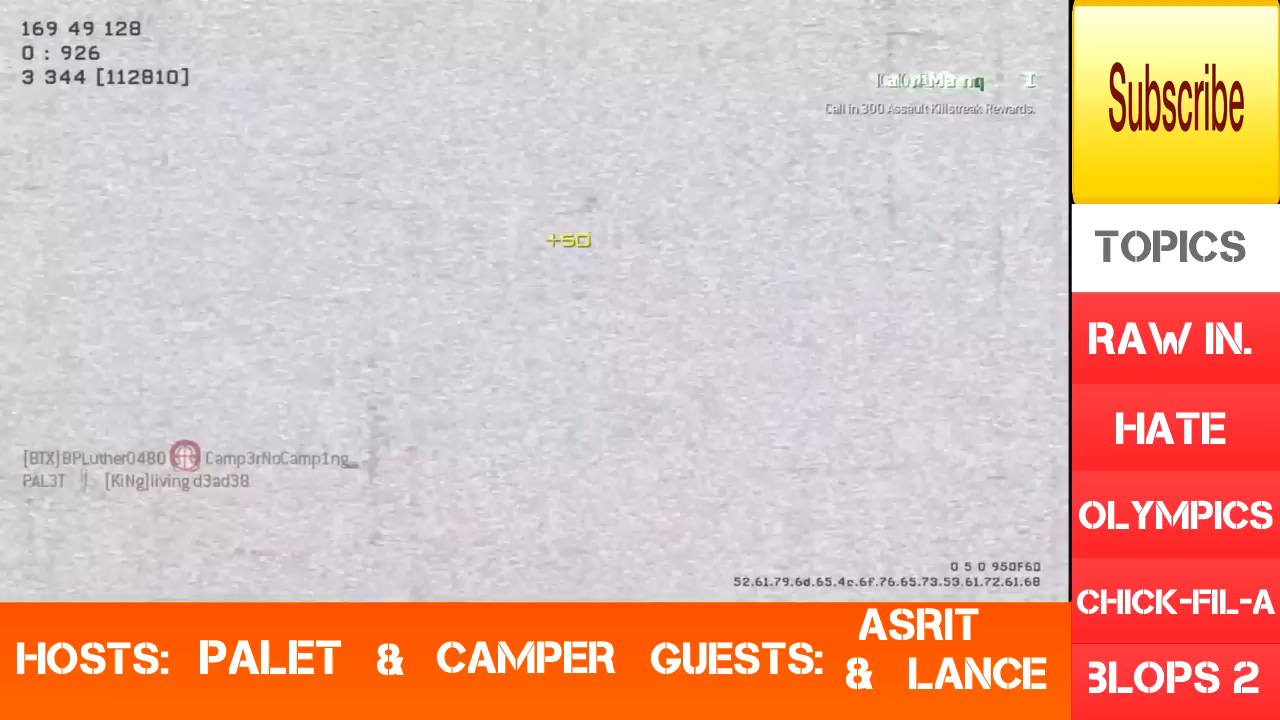 169 49 128
0 : 926
3 344 [112810]
I
Call in 300 Assault Killstreak Rewards.
+50
[BTX]BPLuther0480 Camp3rNoCamp1ng_
PAL3T [KiNg]living d3ad38
0 5 0 95DF6D
52.61.79.6d.65.4c.6f.76.65.73.53.61.72.61.68
HOSTS: PALET & CAMPER GUESTS: ASRIT
& LANCE
Subscribe
TOPICS
RAW IN.
HATE
OLYMPICS
CHICK-FIL-A
BLOPS 2